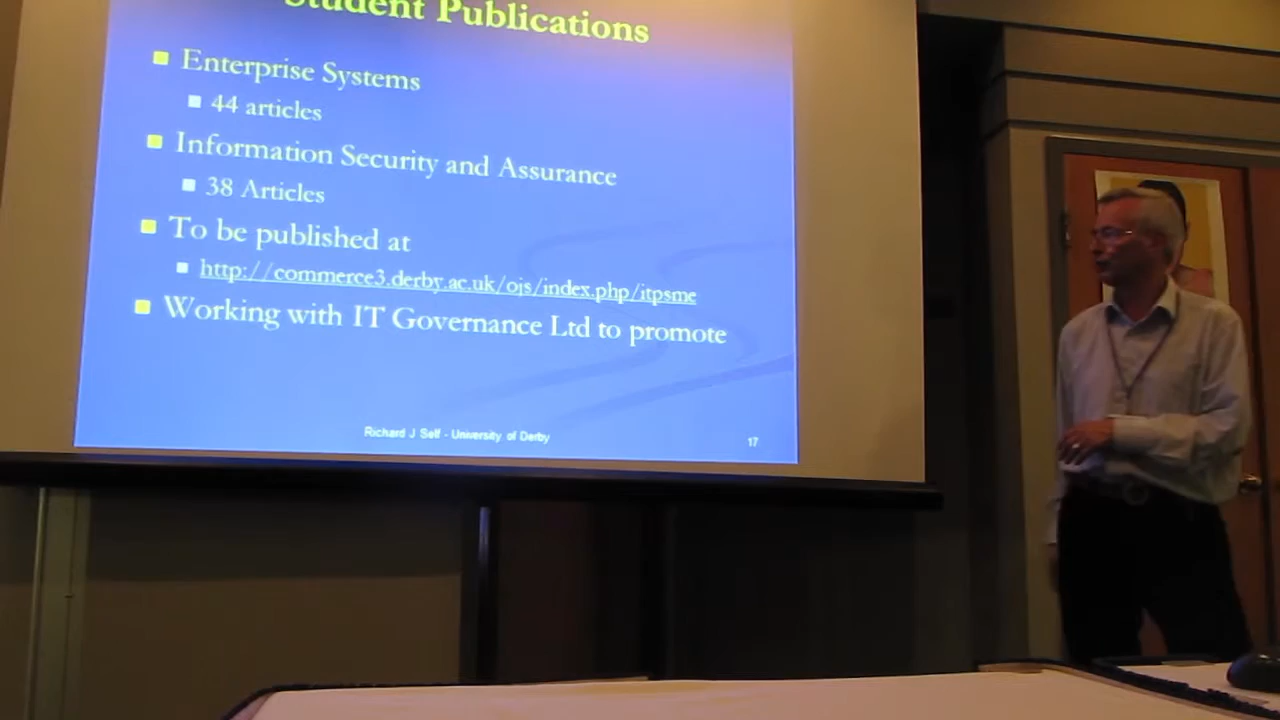 Student Publications
Enterprise Systems
44 articles
Information Security and Assurance
38 Articles
To be published at
http://commerce3.derby.ac.uk/ojs/index.php/itpsme
Working with IT Governance Ltd to promote
Richard J Self - University of Derby
17